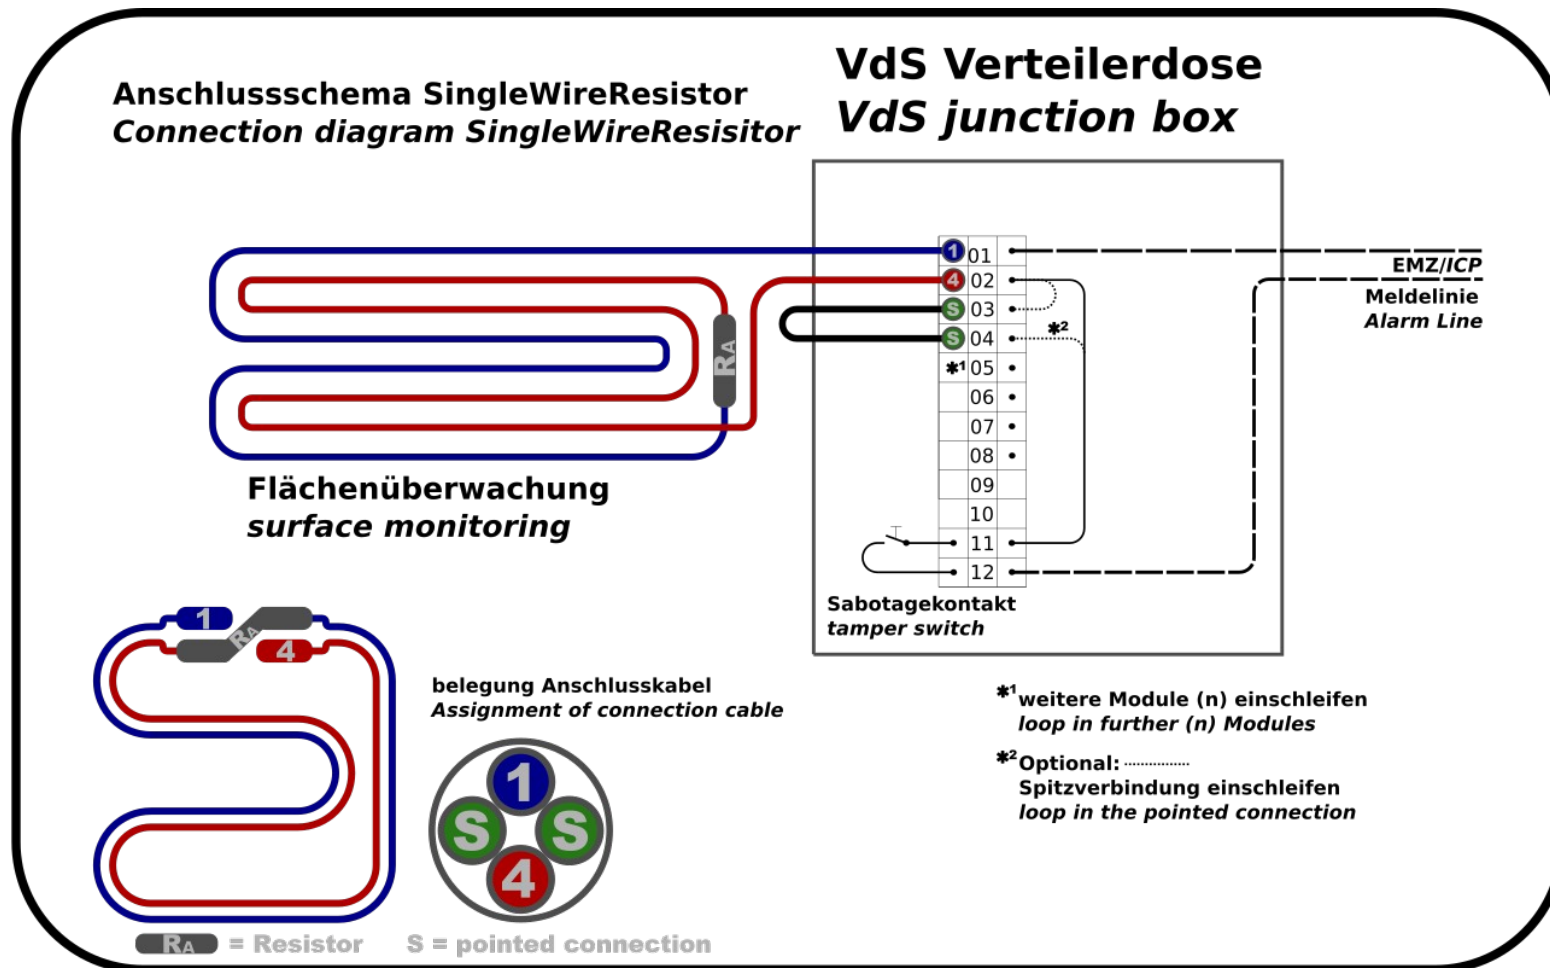 Anschlussschema SingleWireResistor
Connection diagram SingleWireResisitor
VdS Verteilerdose
VdS junction box
1 01
4 02
S 03
S 04
*² 
*¹ 05
06
07
08
09
10
11
12
EMZ/ICP
Meldelinie
Alarm Line
RA
Flächenüberwachung
surface monitoring
Sabotagekontakt
tamper switch
1
RA
4
belegung Anschlusskabel
Assignment of connection cable
1
S S
4
*¹ weitere Module (n) einschleifen
loop in further (n) Modules
*² Optional: ................
Spitzverbindung einschleifen
loop in the pointed connection
RA = Resistor S = pointed connection